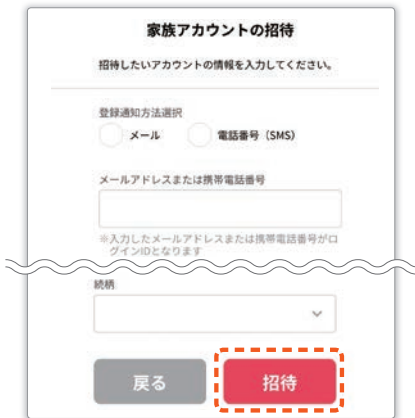 家族アカウントの招待
招待したいアカウントの情報を入力してください。
登録通知方法選択
メール 電話番号（SMS）
メールアドレスまたは携帯電話番号
※入力したメールアドレスまたは携帯電話番号がロ
グインIDとなります
続柄
戻る 招待